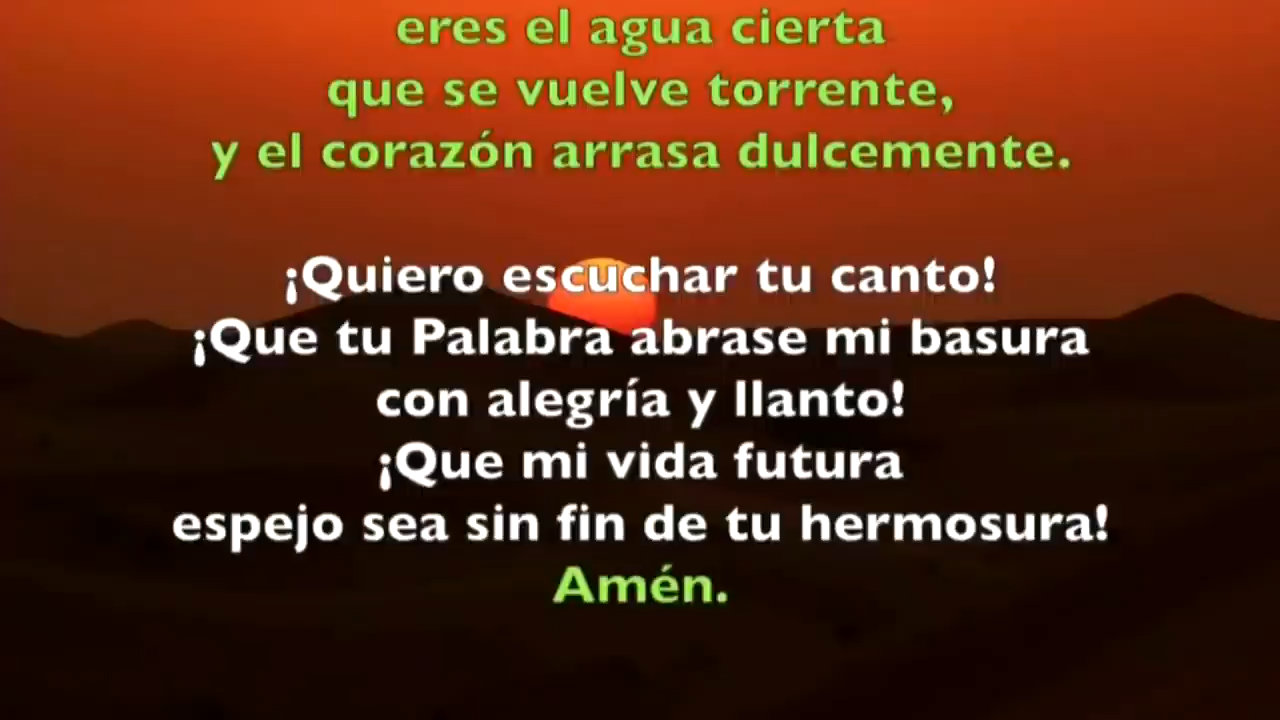 eres el agua cierta
que se vuelve torrente,
y el corazón arrasa dulcemente.
¡Quiero escuchar tu canto!
¡Que tu Palabra abrase mi basura
con alegría y llanto!
¡Que mi vida futura
espejo sea sin fin de tu hermosura!
Amén.